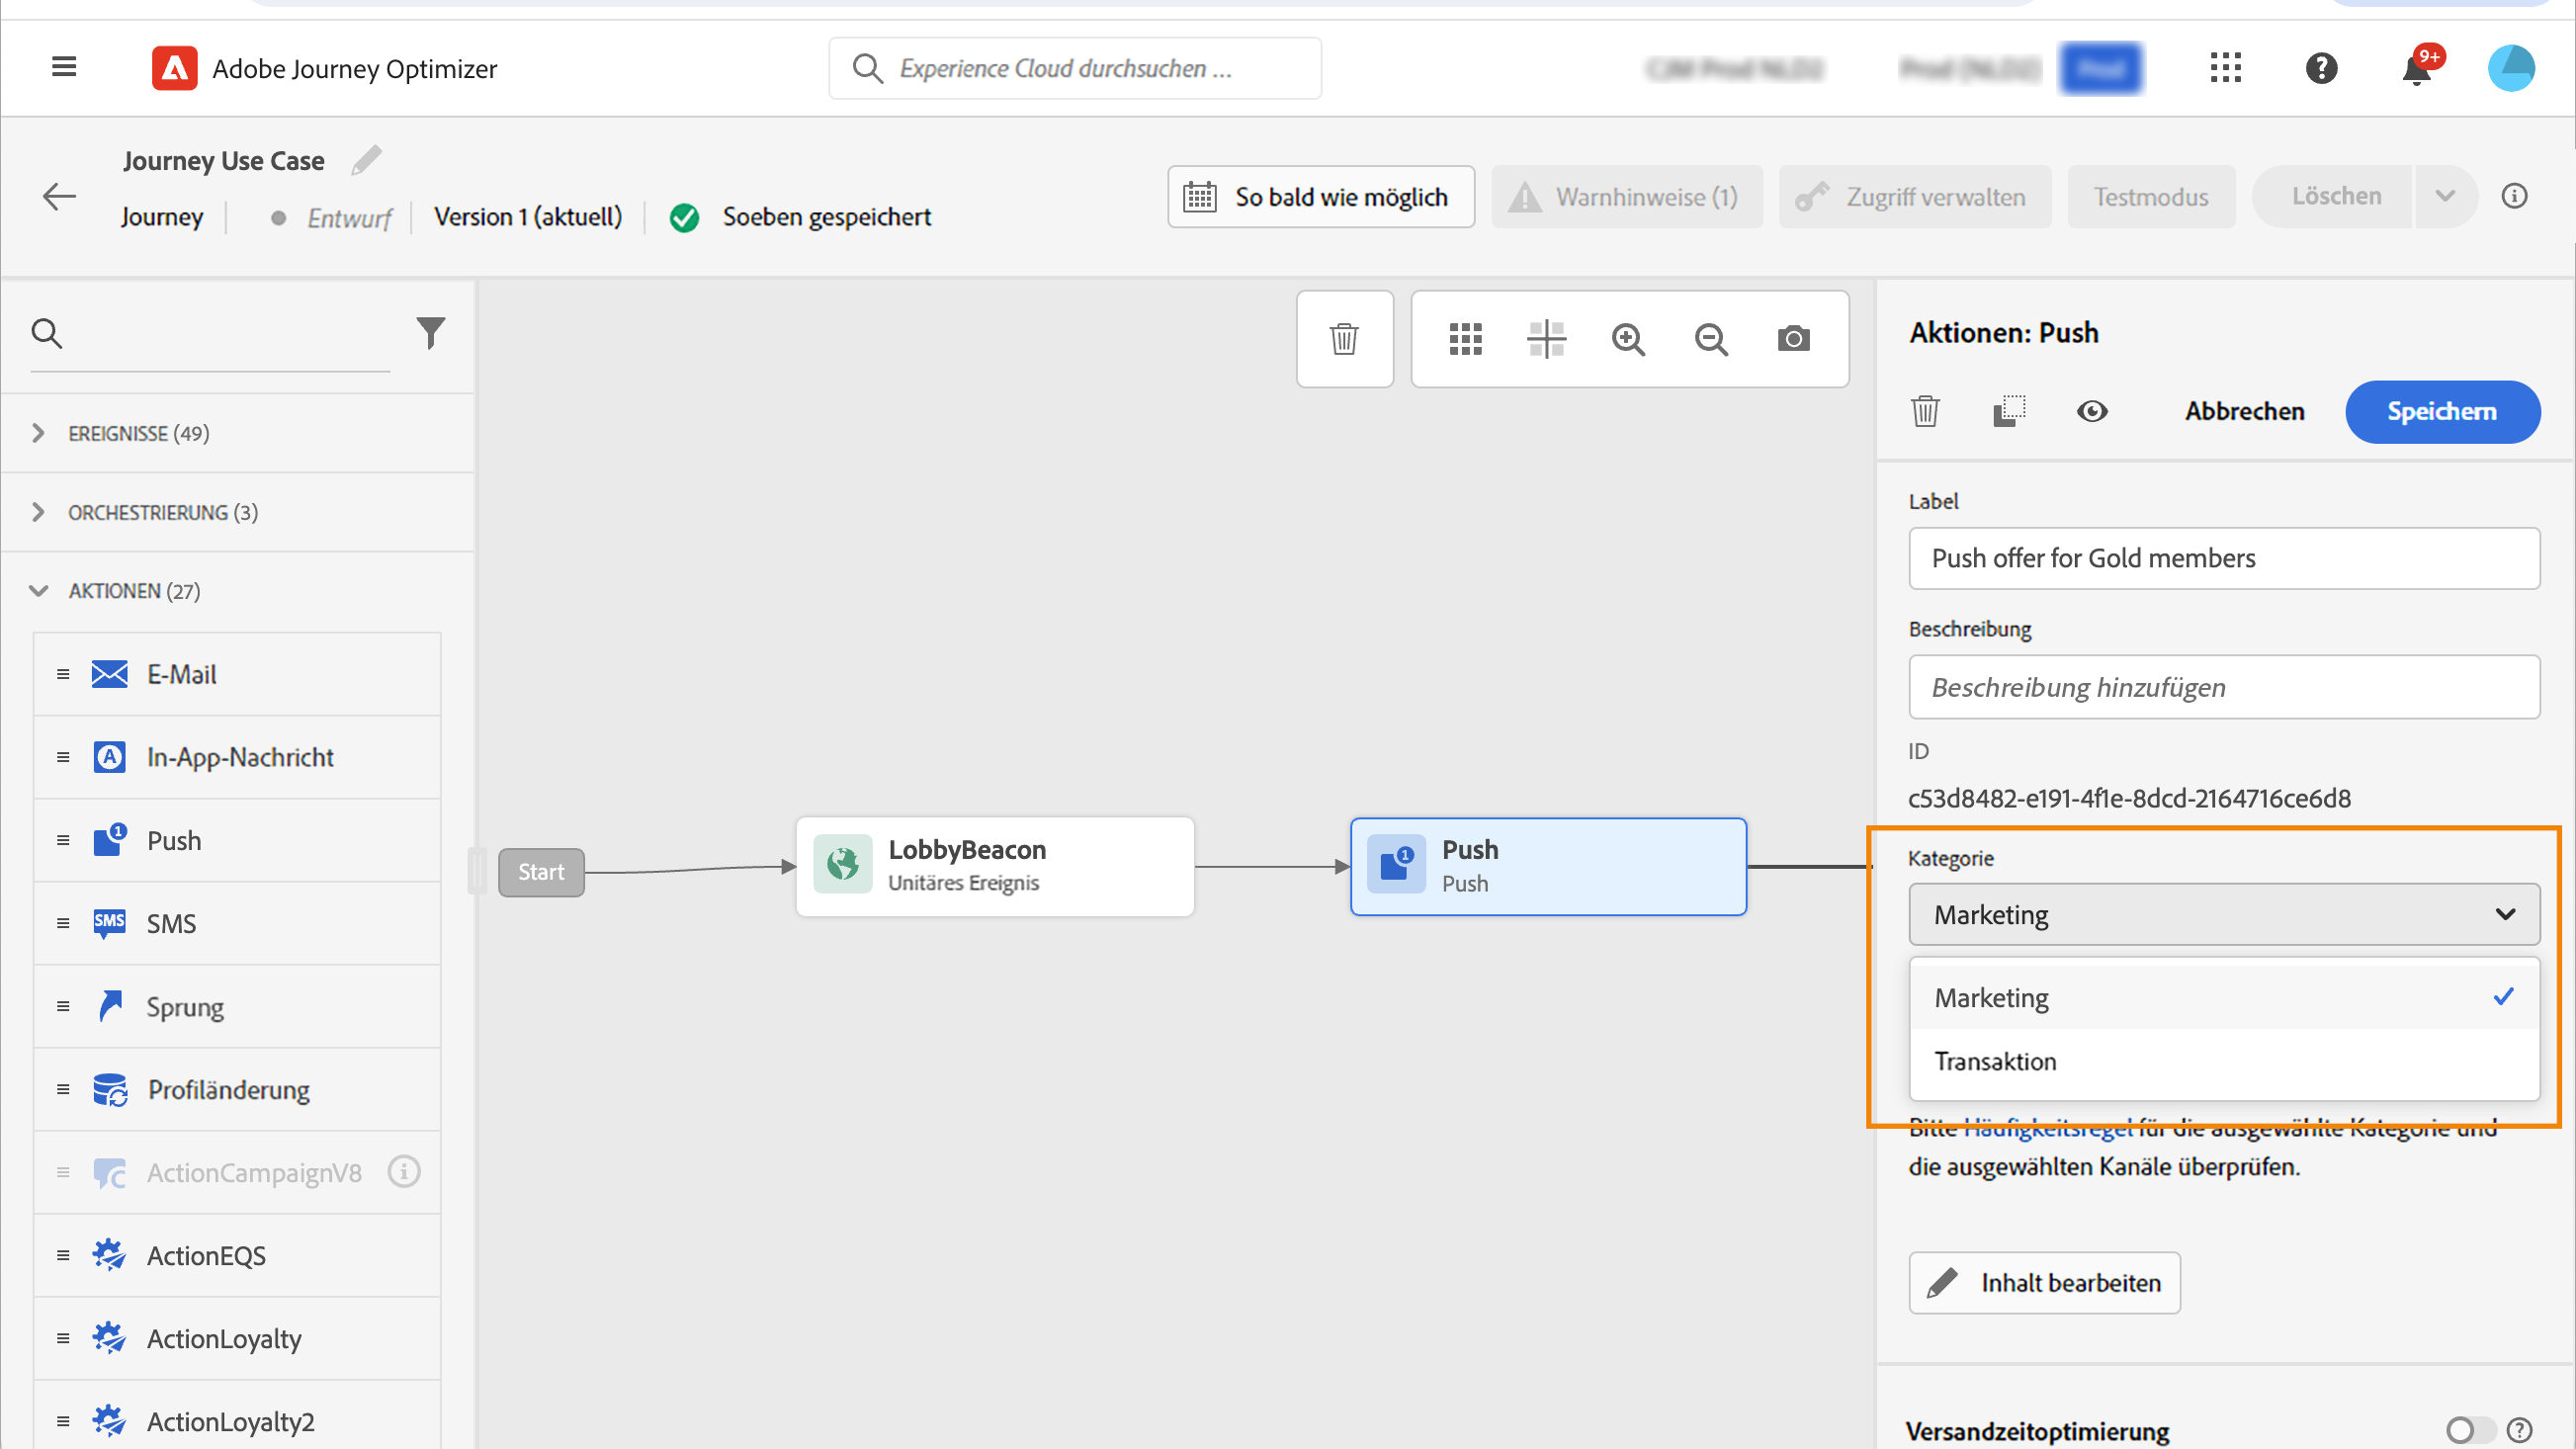 Adobe Journey Optimizer
Experience Cloud durchsuchen ...
9+
Journey Use Case
Journey
Entwurf
Version 1 (aktuell)
Soeben gespeichert
So bald wie möglich
Warnhinweise (1)
Zugriff verwalten
Testmodus
Löschen
EREIGNISSE (49)
ORCHESTRIERUNG (3)
AKTIONEN (27)
E-Mail
In-App-Nachricht
Push
SMS
SMS
Sprung
Profiländerung
ActionCampaignV8
ActionEQS
ActionLoyalty
ActionLoyalty2
Start
LobbyBeacon
Unitäres Ereignis
Push
Push
Aktionen: Push
Abbrechen
Speichern
Label
Push offer for Gold members
Beschreibung
Beschreibung hinzufügen
ID
c53d8482-e191-4f1e-8dcd-2164716ce6d8
Kategorie
Marketing
Marketing
Transaktion
Bitte Häufigkeitsregel für die ausgewählte Kategorie und
die ausgewählten Kanäle überprüfen.
Inhalt bearbeiten
Versandzeitoptimierung